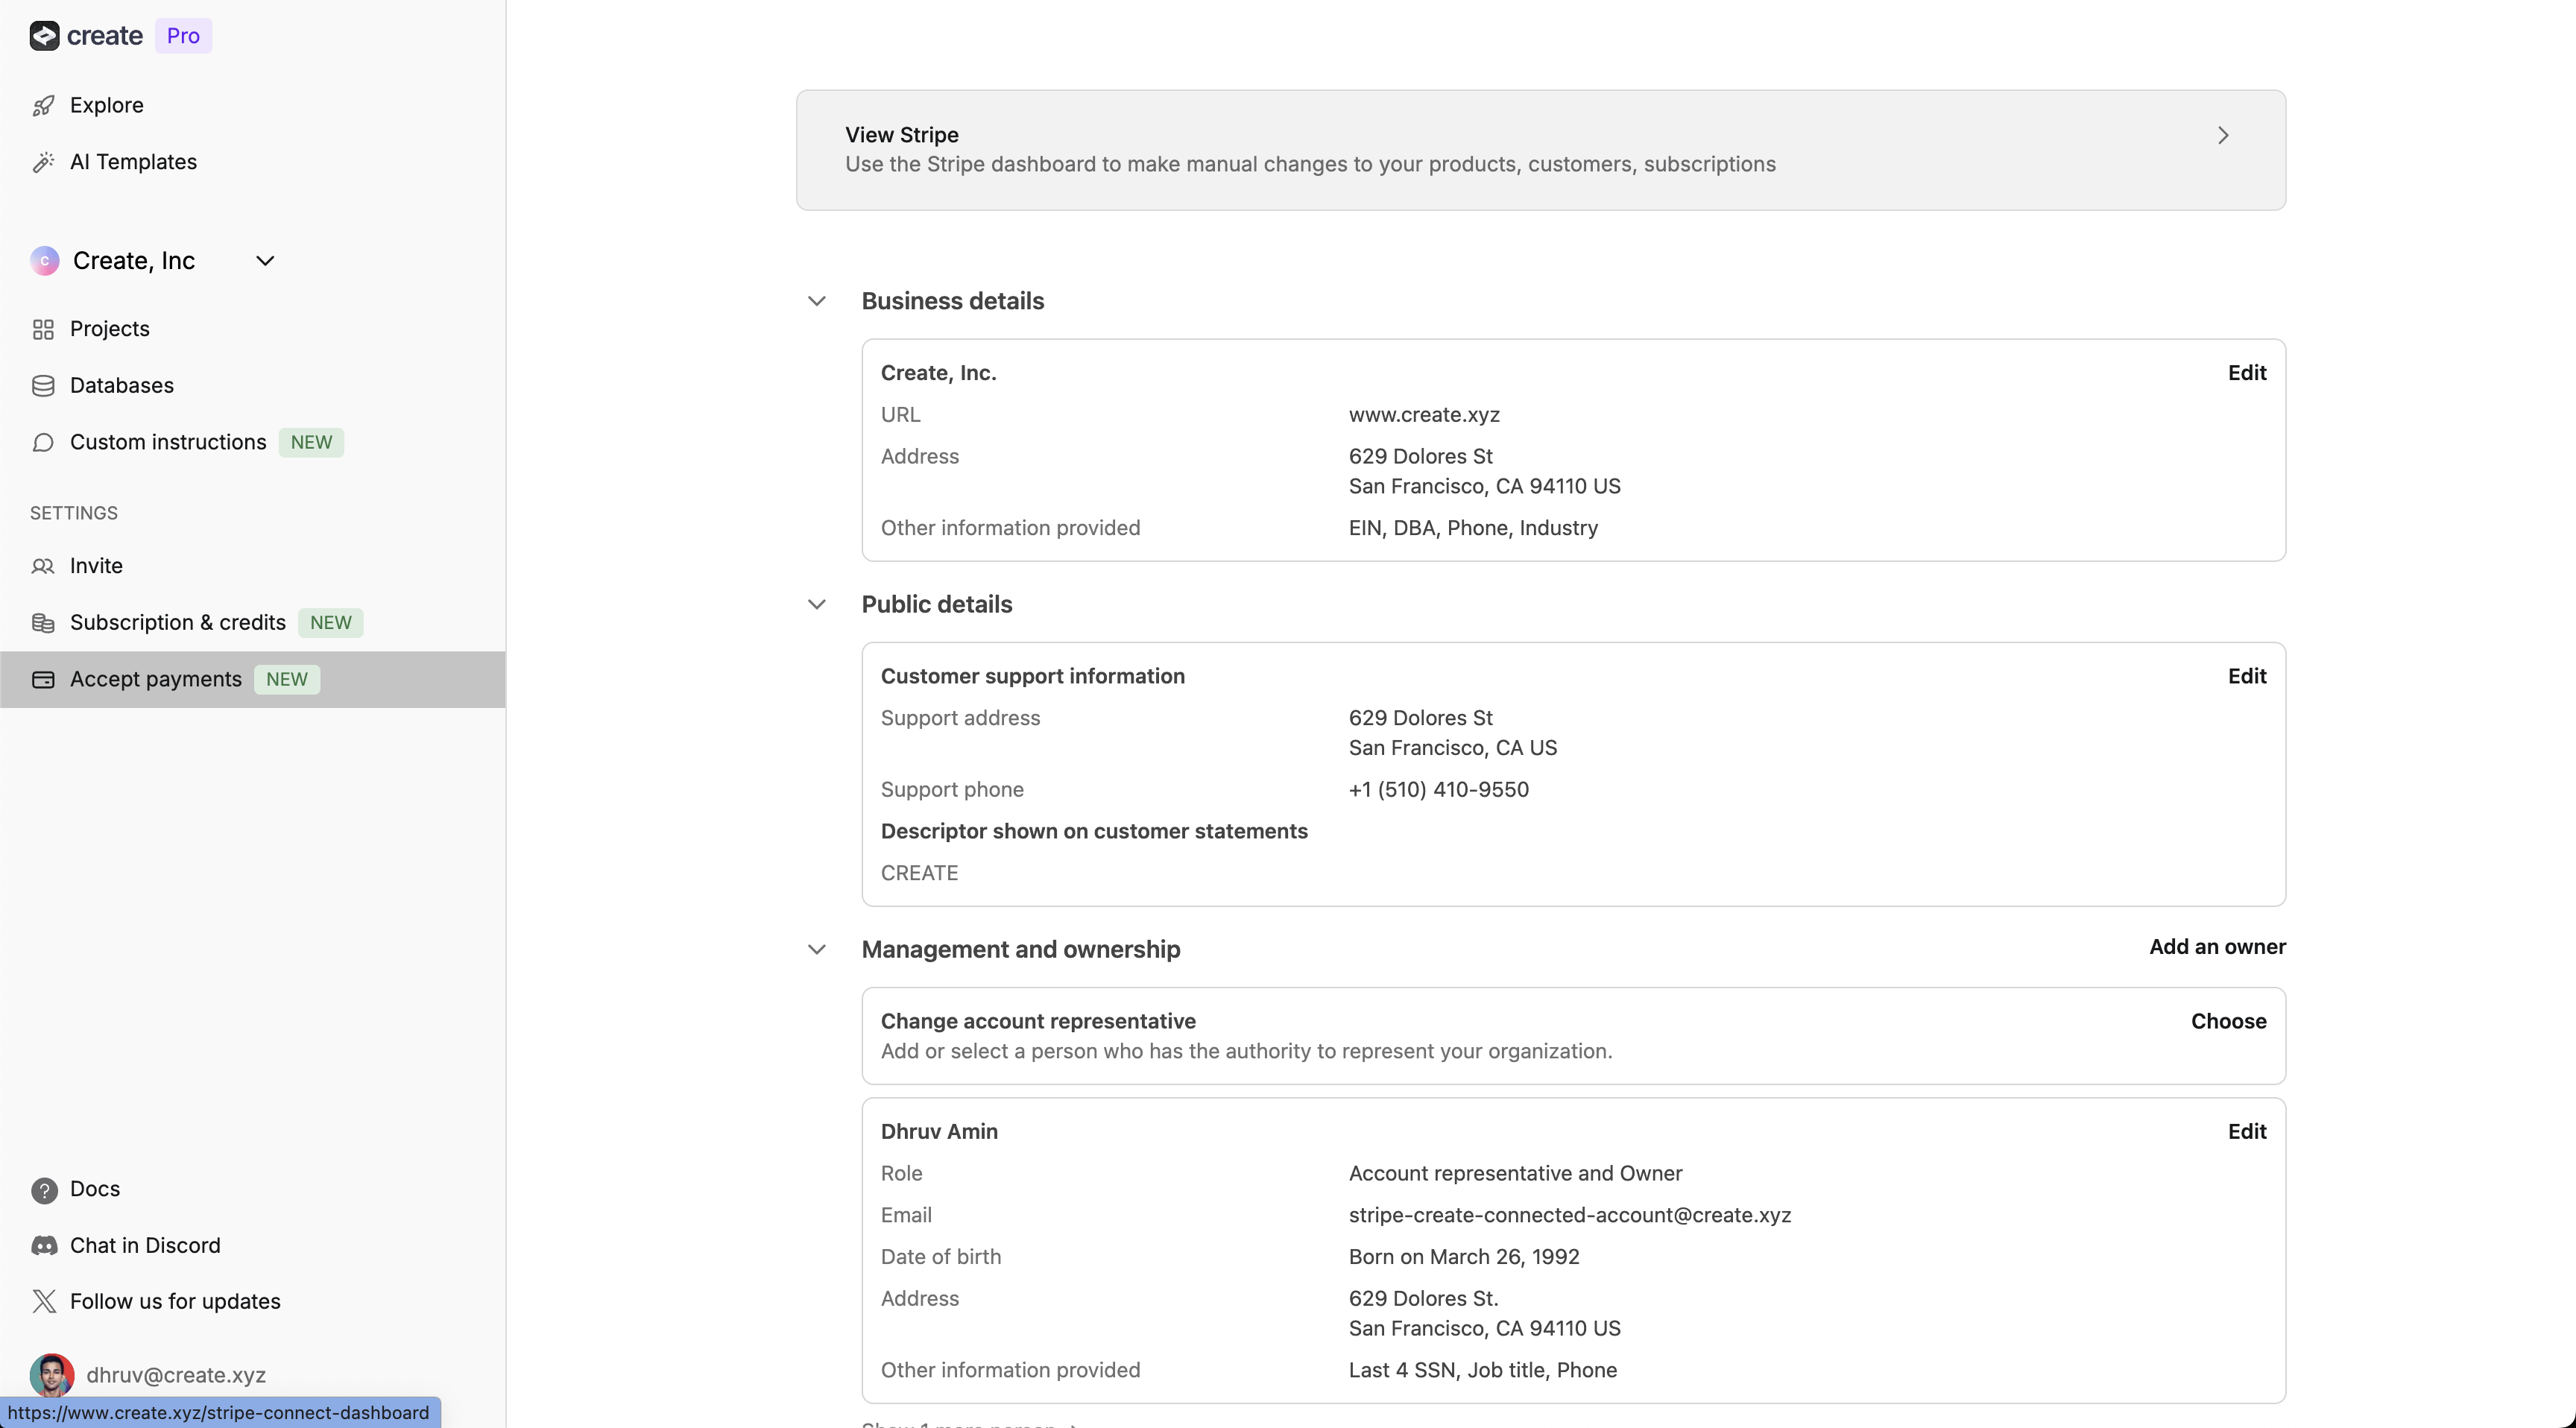 create Pro
Explore
AI Templates
C Create, Inc
Projects
Databases
Custom instructions NEW
SETTINGS
Invite
Subscription & credits NEW
Accept payments NEW
? Docs
Chat in Discord
Follow us for updates
dhruv@create.xyz
https://www.create.xyz/stripe-connect-dashboard
View Stripe
Use the Stripe dashboard to make manual changes to your products, customers, subscriptions
Business details
Create, Inc. Edit
URL www.create.xyz
Address 629 Dolores St
San Francisco, CA 94110 US
Other information provided EIN, DBA, Phone, Industry
Public details
Customer support information Edit
Support address 629 Dolores St
San Francisco, CA US
Support phone +1 (510) 410-9550
Descriptor shown on customer statements
CREATE
Management and ownership Add an owner
Change account representative Choose
Add or select a person who has the authority to represent your organization.
Dhruv Amin Edit
Role Account representative and Owner
Email stripe-create-connected-account@create.xyz
Date of birth Born on March 26, 1992
Address 629 Dolores St.
San Francisco, CA 94110 US
Other information provided Last 4 SSN, Job title, Phone
Show 1 more person